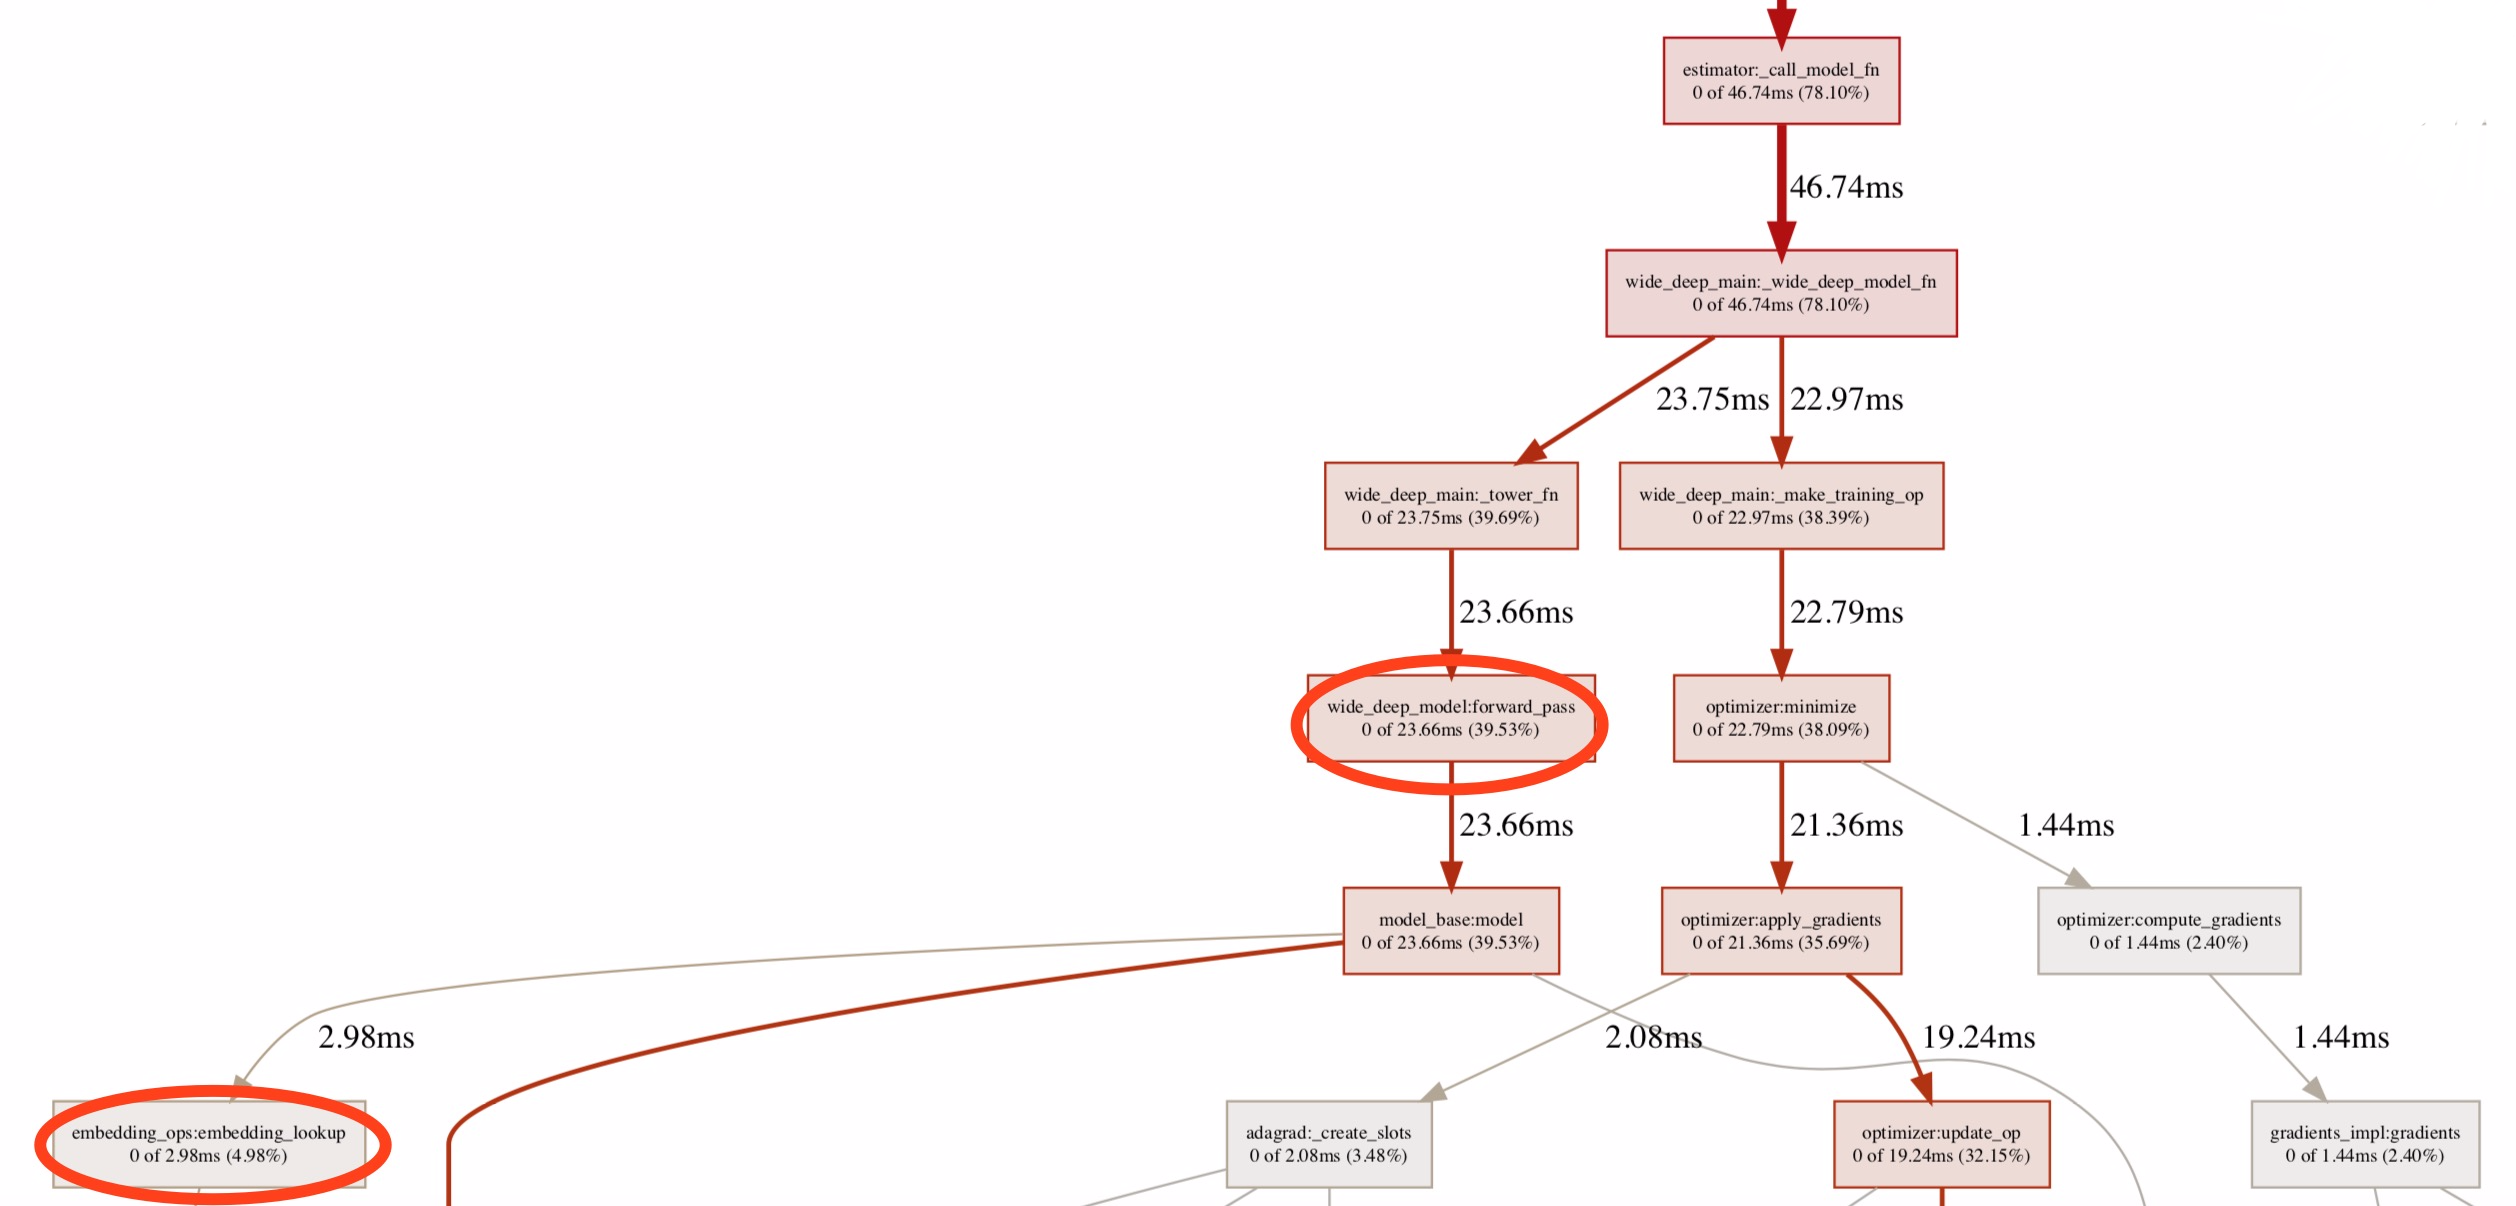 estimator:_call_model_fn
0 of 46.74ms (78.10%)
46.74ms
wide_deep_main:_wide_deep_model_fn
0 of 46.74ms (78.10%)
23.75ms
22.97ms
wide_deep_main:_tower_fn
0 of 23.75ms (39.69%)
wide_deep_main:_make_training_op
0 of 22.97ms (38.39%)
23.66ms
22.79ms
wide_deep_model:forward_pass
0 of 23.66ms (39.53%)
optimizer:minimize
0 of 22.79ms (38.09%)
23.66ms
21.36ms
1.44ms
model_base:model
0 of 23.66ms (39.53%)
optimizer:apply_gradients
0 of 21.36ms (35.69%)
optimizer:compute_gradients
0 of 1.44ms (2.40%)
2.98ms
2.08ms
19.24ms
1.44ms
embedding_ops:embedding_lookup
0 of 2.98ms (4.98%)
adagrad:_create_slots
0 of 2.08ms (3.48%)
optimizer:update_op
0 of 19.24ms (32.15%)
gradients_impl:gradients
0 of 1.44ms (2.40%)